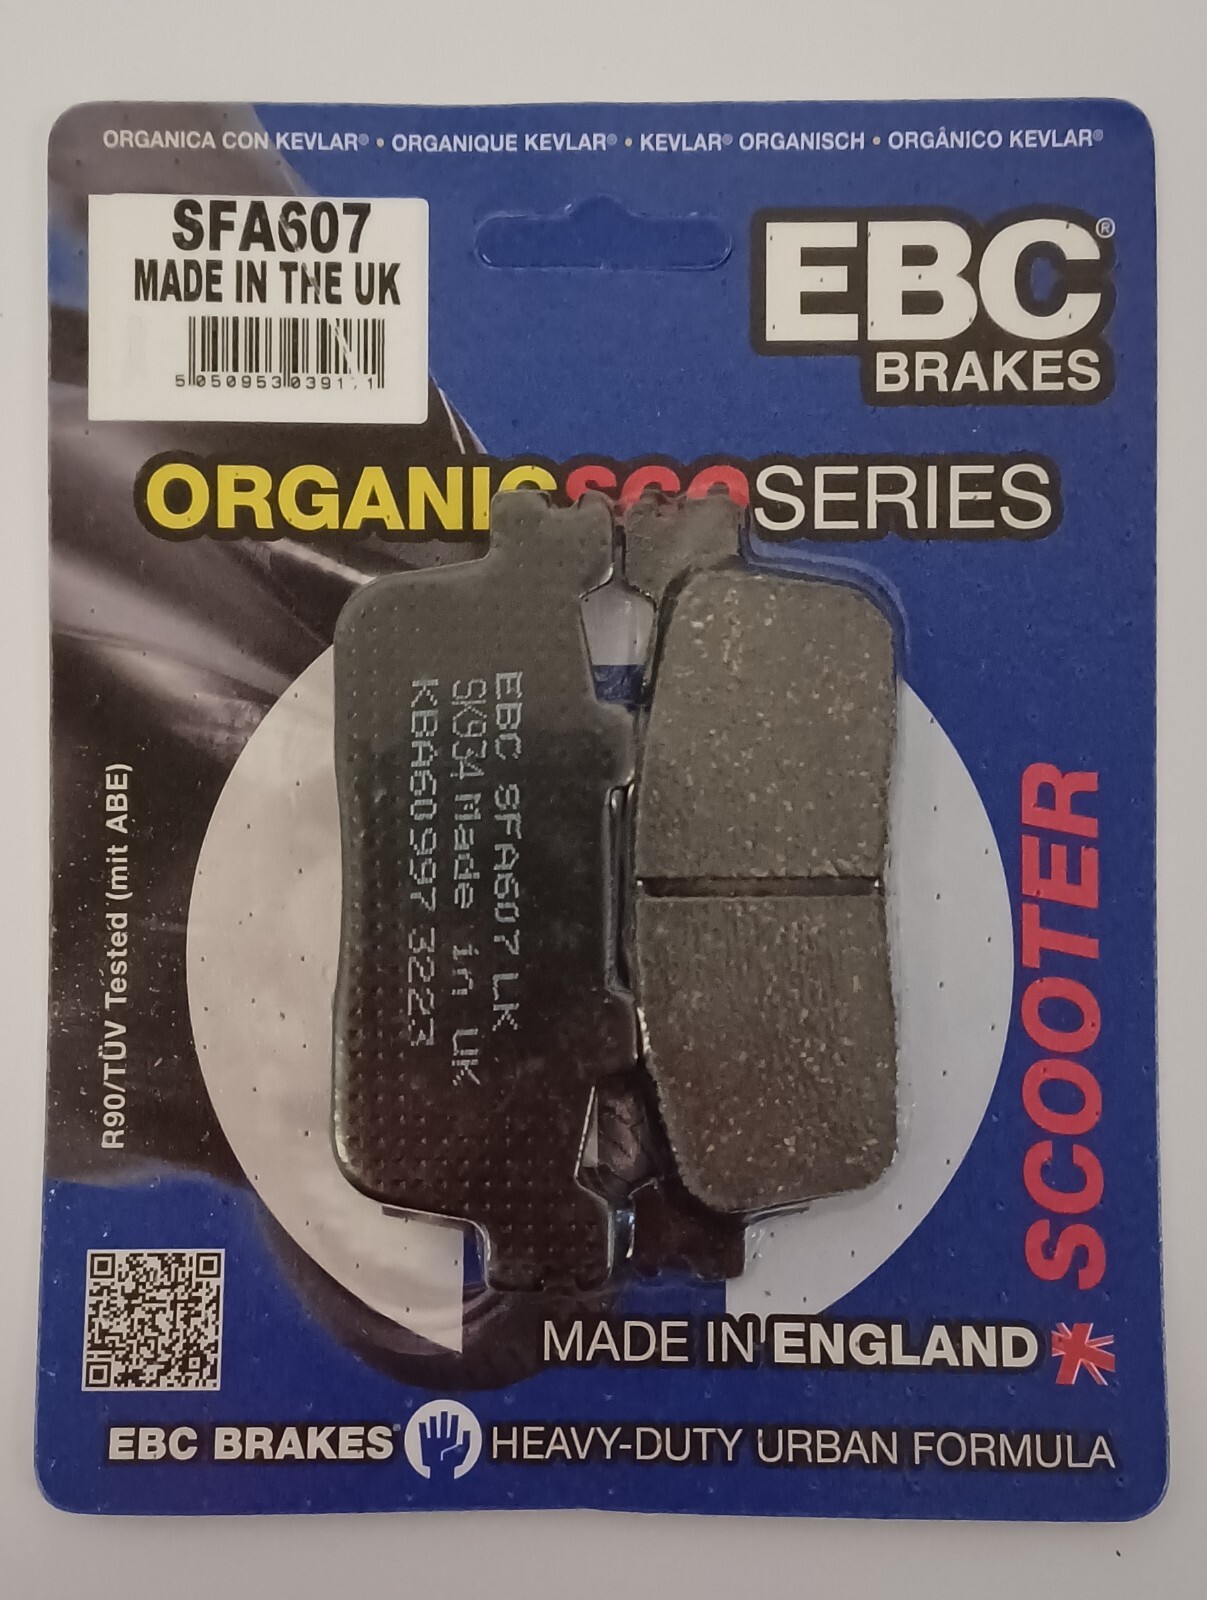 ORGANICA CON KEVLAR® • ORGANIQUE KEVLAR® • KEVLAR® ORGANISCH • ORGÂNICO KEVLAR®
SFA607
MADE IN THE UK
EBC®
BRAKES
ORGANIC SCO SERIES
EBC SFA607 LK
SK934 Made in UK
KBA60997 3223
R90/TÜV Tested (mit ABE)
SCOOTER
MADE IN ENGLAND
EBC BRAKES HEAVY-DUTY URBAN FORMULA